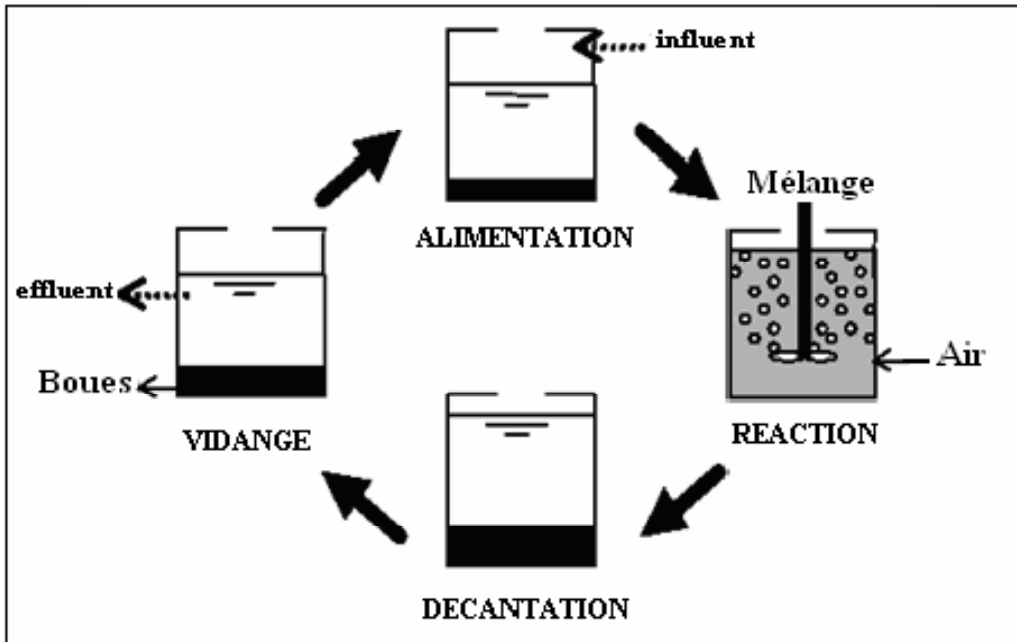 influent
ALIMENTATION
Mélange
Air
REACTION
DECANTATION
effluent
Boues
VIDANGE